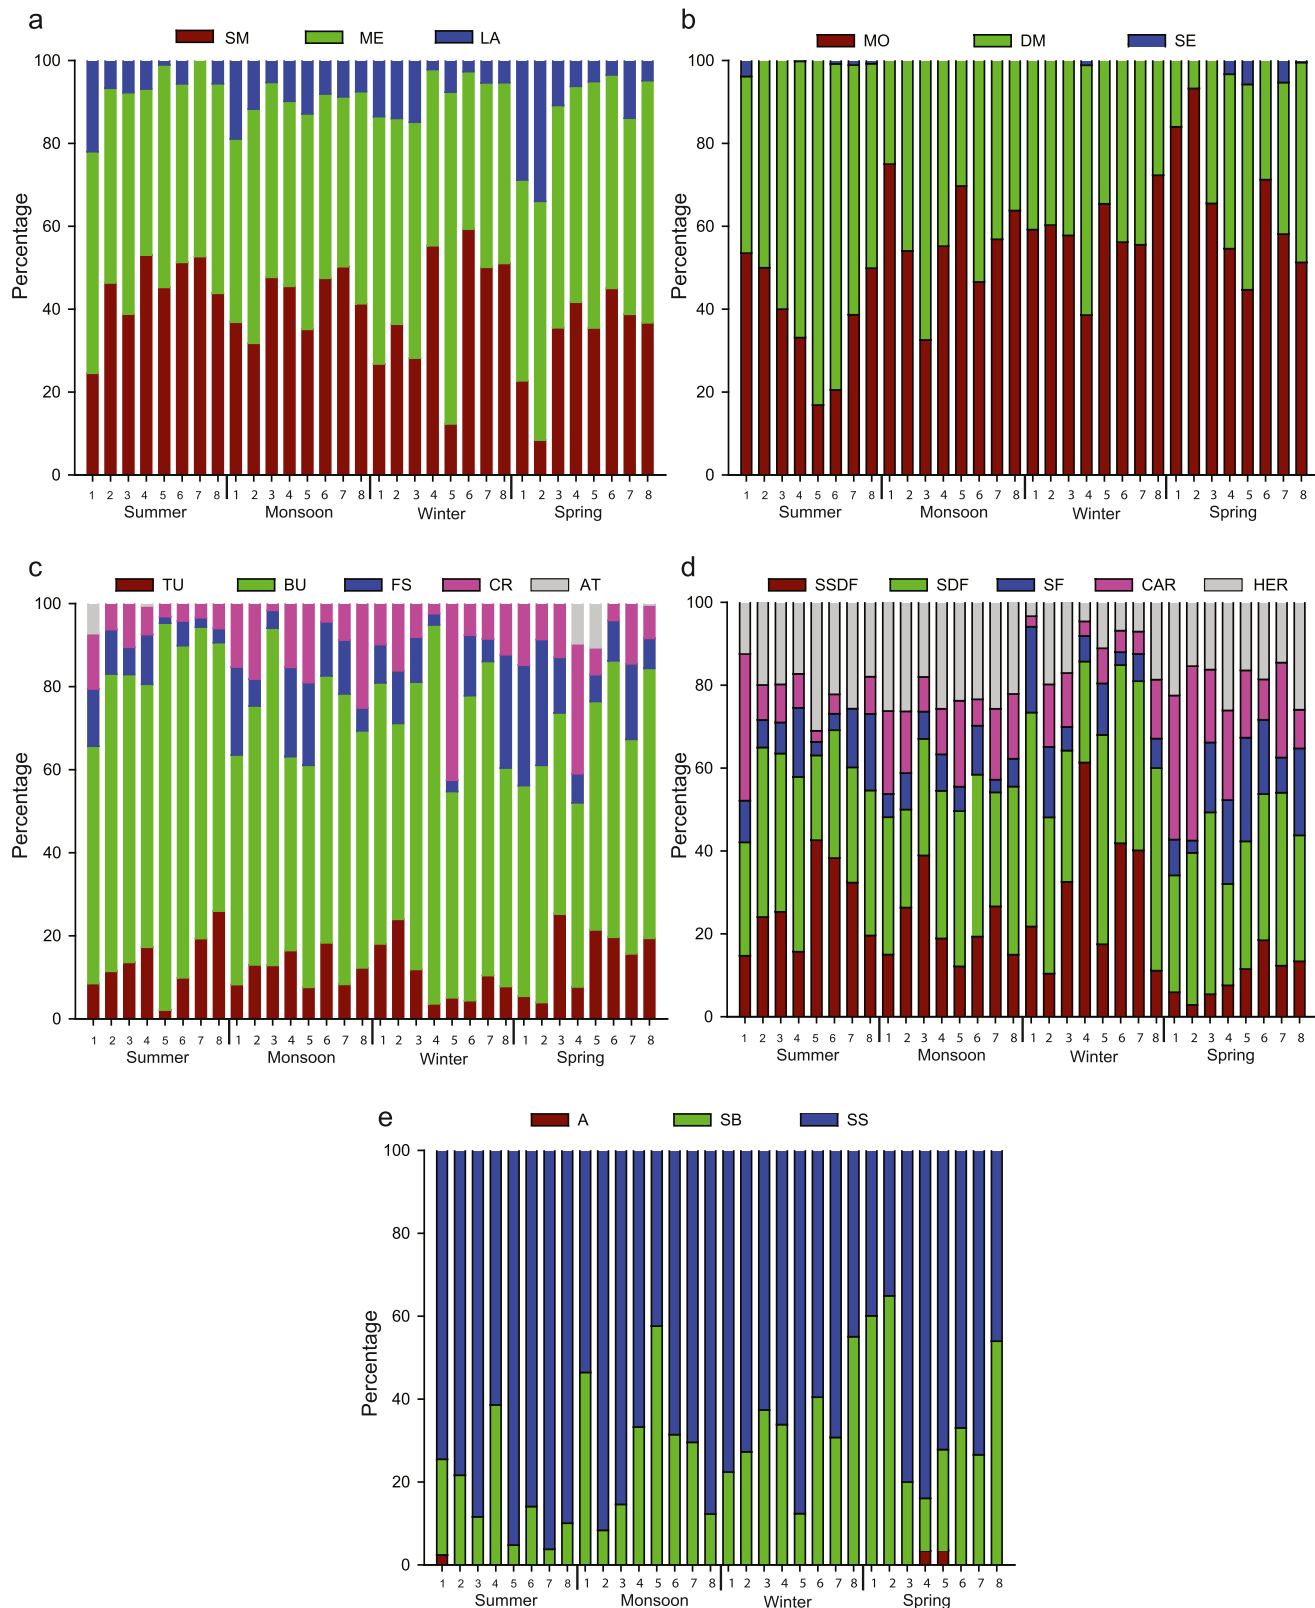 a
SM ME LA
100
80
60
40
20
0
Percentage
1 2 3 4 5 6 7 8 1 2 3 4 5 6 7 8 1 2 3 4 5 6 7 8 1 2 3 4 5 6 7 8
Summer Monsoon Winter Spring
b
MO DM SE
100
80
60
40
20
0
Percentage
1 2 3 4 5 6 7 8 1 2 3 4 5 6 7 8 1 2 3 4 5 6 7 8 1 2 3 4 5 6 7 8
Summer Monsoon Winter Spring
c
TU BU FS CR AT
100
80
60
40
20
0
Percentage
1 2 3 4 5 6 7 8 1 2 3 4 5 6 7 8 1 2 3 4 5 6 7 8 1 2 3 4 5 6 7 8
Summer Monsoon Winter Spring
d
SSDF SDF SF CAR HER
100
80
60
40
20
0
Percentage
1 2 3 4 5 6 7 8 1 2 3 4 5 6 7 8 1 2 3 4 5 6 7 8 1 2 3 4 5 6 7 8
Summer Monsoon Winter Spring
e
A SB SS
100
80
60
40
20
0
Percentage
1 2 3 4 5 6 7 8 1 2 3 4 5 6 7 8 1 2 3 4 5 6 7 8 1 2 3 4 5 6 7 8
Summer Monsoon Winter Spring